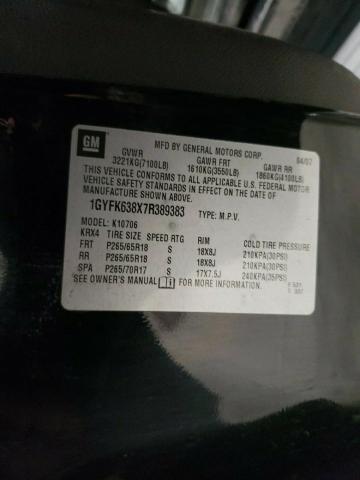 GM
MFD BY GENERAL MOTORS CORP. 04/07
GVWR GAWR FRT GAWR RR
3221KG(7100LB) 1610KG(3550LB) 1860KG(4100LB)
THIS VEHICLE CONFORMS TO ALL APPLICABLE U.S. FEDERAL MOTOR
VEHICLE SAFETY STANDARDS IN EFFECT ON THE DATE OF
MANUFACTURE SHOWN ABOVE.
1GYFK638X7R389383 TYPE: M.P.V.
MODEL: K10706
KRX4 TIRE SIZE SPEED RTG RIM COLD TIRE PRESSURE
FRT P265/65R18 S 18X8J 210KPA(30PSI)
RR P265/65R18 S 18X8J 210KPA(30PSI)
SPA P265/70R17 S 17X7.5J 240KPA(35PSI)
SEE OWNER'S MANUAL FOR MORE INFORMATION.